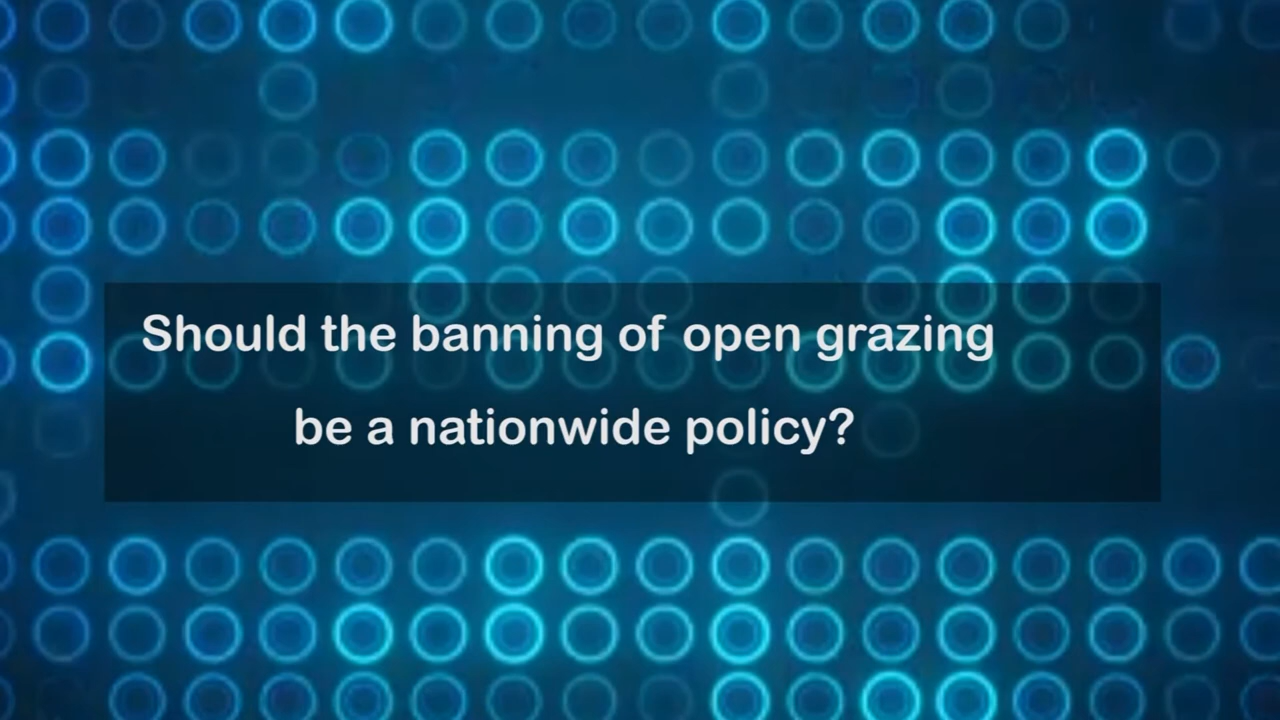 Should the banning of open grazing
be a nationwide policy?